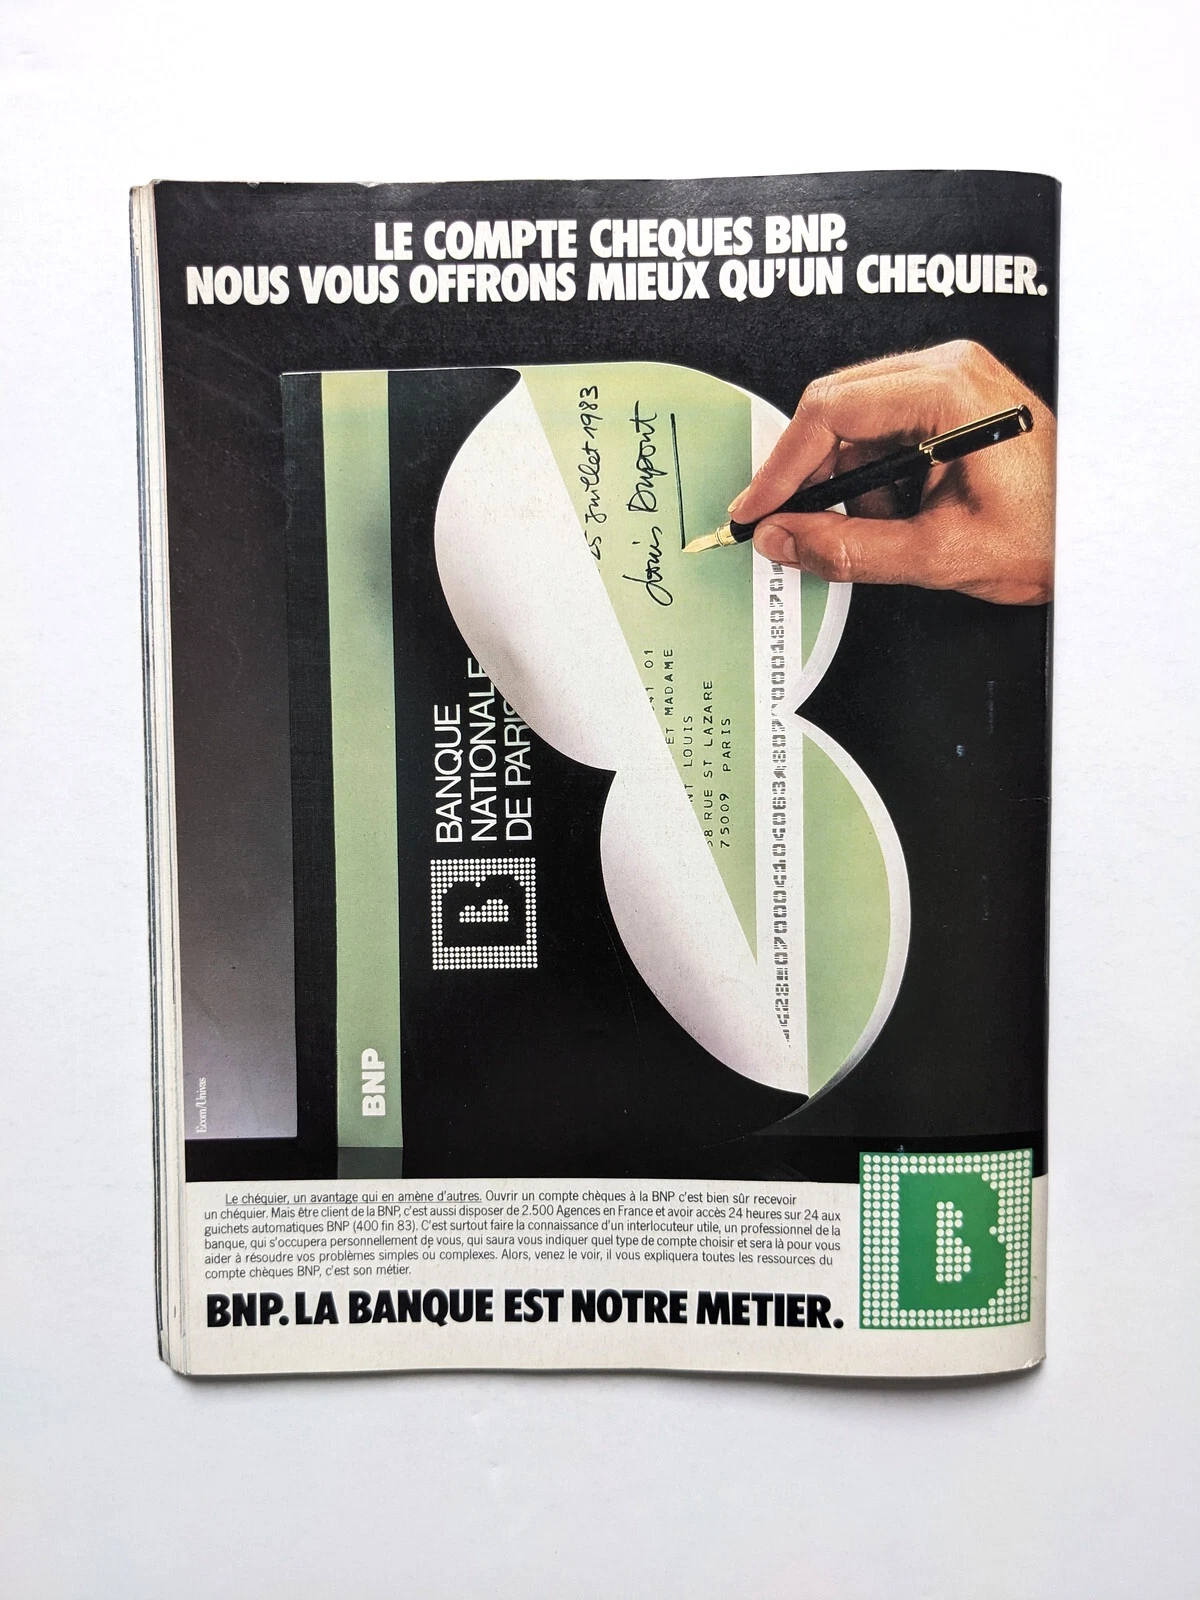 LE COMPTE CHEQUES BNP.
NOUS VOUS OFFRONS MIEUX QU'UN CHEQUIER.
25 Juillet 1983
Louis Dupont
01
ET MADAME
LOUIS
RUE ST LAZARE
75009 PARIS
BANQUE
NATIONALE
DE PARIS
B
BNP
Ecom/Univas
Le chéquier, un avantage qui en amène d'autres. Ouvrir un compte chèques à la BNP c'est bien sûr recevoir
un chéquier. Mais être client de la BNP, c'est aussi disposer de 2.500 Agences en France et avoir accès 24 heures sur 24 aux
guichets automatiques BNP (400 fin 83). C'est surtout faire la connaissance d'un interlocuteur utile, un professionnel de la
banque, qui s'occupera personnellement de vous, qui saura vous indiquer quel type de compte choisir et sera là pour vous
aider à résoudre vos problèmes simples ou complexes. Alors, venez le voir, il vous expliquera toutes les ressources du
compte chèques BNP, c'est son métier.
BNP. LA BANQUE EST NOTRE METIER.
B